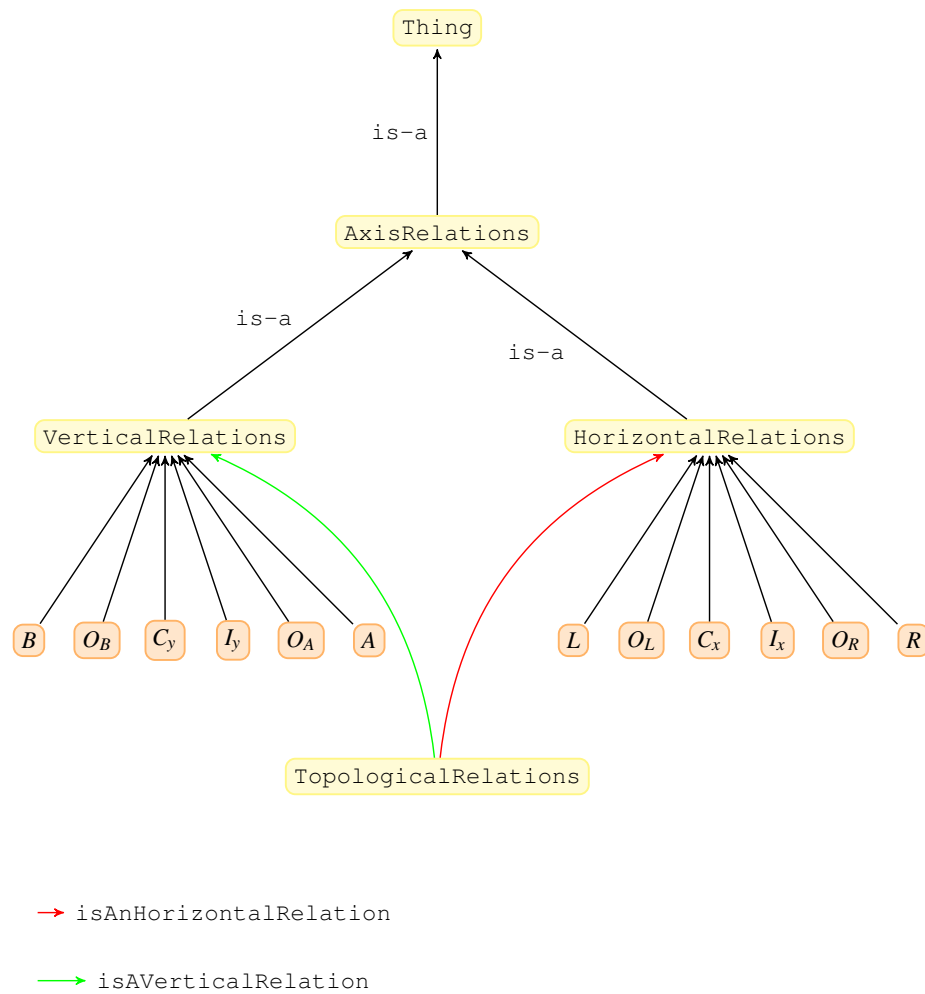 Thing
is-a
AxisRelations
is-a
is-a
VerticalRelations HorizontalRelations
B O_B C_y I_y O_A A L O_L C_x I_x O_R R
TopologicalRelations
isAnHorizontalRelation
isAVerticalRelation